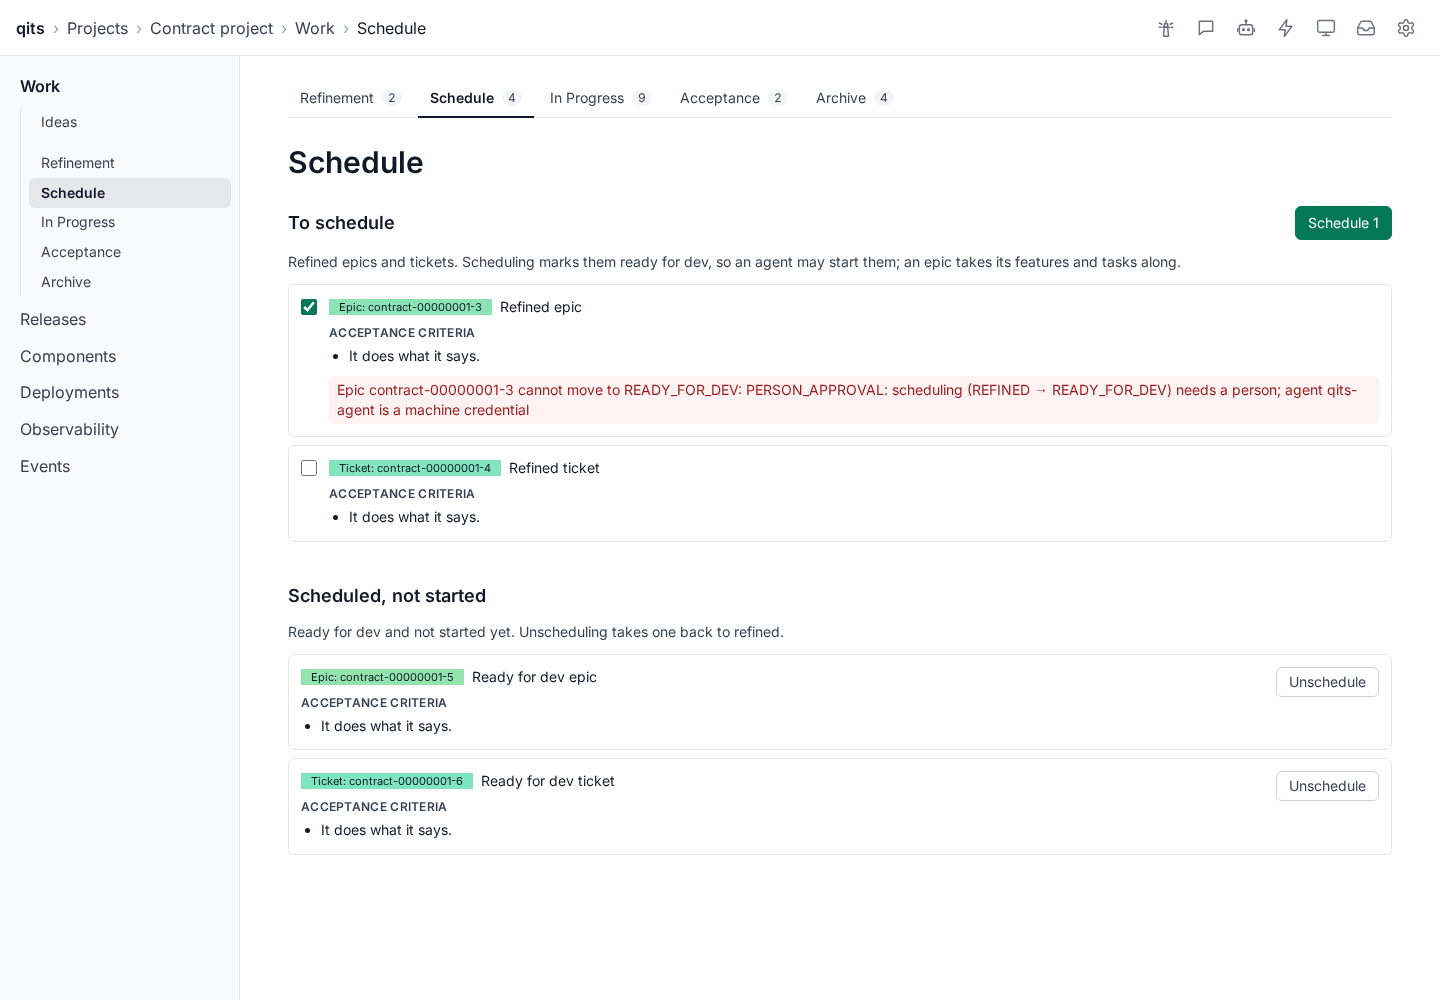 qits › Projects › Contract project › Work › Schedule
Work
Ideas
Refinement
Schedule
In Progress
Acceptance
Archive
Releases
Components
Deployments
Observability
Events
Refinement 2 Schedule 4 In Progress 9 Acceptance 2 Archive 4
Schedule
To schedule
Schedule 1
Refined epics and tickets. Scheduling marks them ready for dev, so an agent may start them; an epic takes its features and tasks along.
Epic: contract-00000001-3 Refined epic
ACCEPTANCE CRITERIA
• It does what it says.
Epic contract-00000001-3 cannot move to READY_FOR_DEV: PERSON_APPROVAL: scheduling (REFINED → READY_FOR_DEV) needs a person; agent qits-
agent is a machine credential
Ticket: contract-00000001-4 Refined ticket
ACCEPTANCE CRITERIA
• It does what it says.
Scheduled, not started
Ready for dev and not started yet. Unscheduling takes one back to refined.
Epic: contract-00000001-5 Ready for dev epic
Unschedule
ACCEPTANCE CRITERIA
• It does what it says.
Ticket: contract-00000001-6 Ready for dev ticket
Unschedule
ACCEPTANCE CRITERIA
• It does what it says.